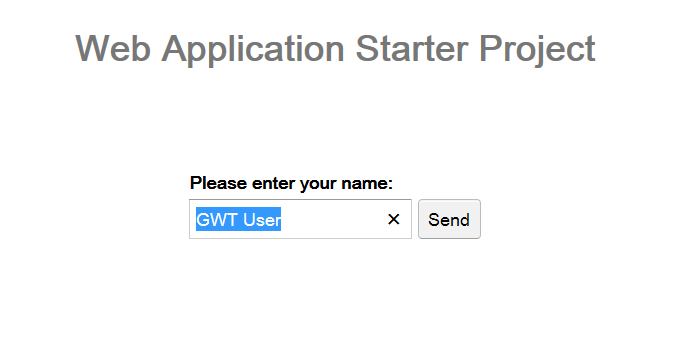 Web Application Starter Project
Please enter your name:
GWT User ✕ Send